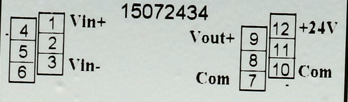 15072434
4
5
6
1 Vin+
2
3 Vin-
Vout+ 9
8
Com 7
12 +24V
11
10 Com